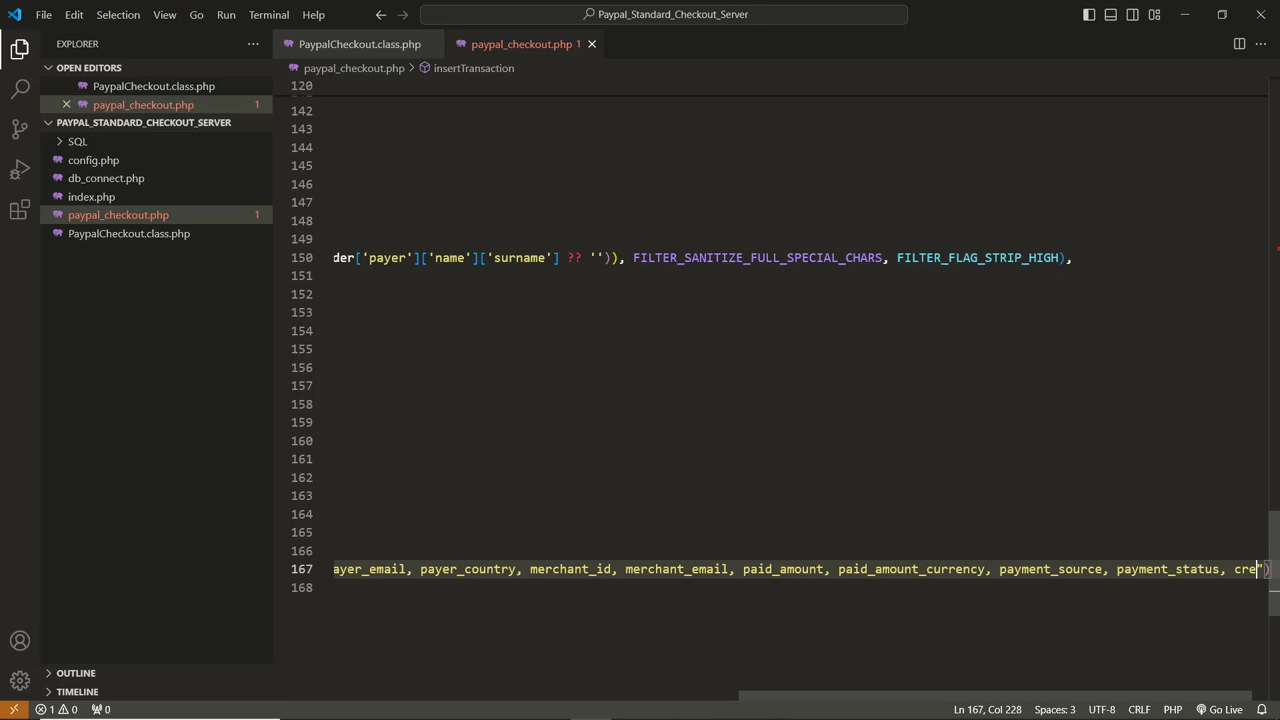 File Edit Selection View Go Run Terminal Help
Paypal_Standard_Checkout_Server
EXPLORER
PaypalCheckout.class.php
paypal_checkout.php 1
OPEN EDITORS
paypal_checkout.php > insertTransaction
PaypalCheckout.class.php
paypal_checkout.php 1
PAYPAL_STANDARD_CHECKOUT_SERVER
SQL
config.php
db_connect.php
index.php
paypal_checkout.php 1
PaypalCheckout.class.php
120
142
143
144
145
146
147
148
149
150 der['payer']['name']['surname'] ?? '')), FILTER_SANITIZE_FULL_SPECIAL_CHARS, FILTER_FLAG_STRIP_HIGH),
151
152
153
154
155
156
157
158
159
160
161
162
163
164
165
166
167 ayer_email, payer_country, merchant_id, merchant_email, paid_amount, paid_amount_currency, payment_source, payment_status, cre")
168
OUTLINE
TIMELINE
1 0 0
Ln 167, Col 228 Spaces: 3 UTF-8 CRLF PHP Go Live